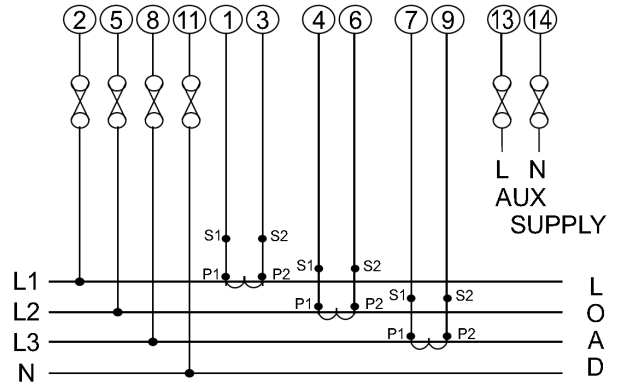 2 5 8 11 1 3 4 6 7 9 13 14
L N
AUX
SUPPLY
S1 S2
S1 S2
P1 P2
L1
L
S1 S2
P1 P2
L2
O
P1 P2
L3
A
N
D